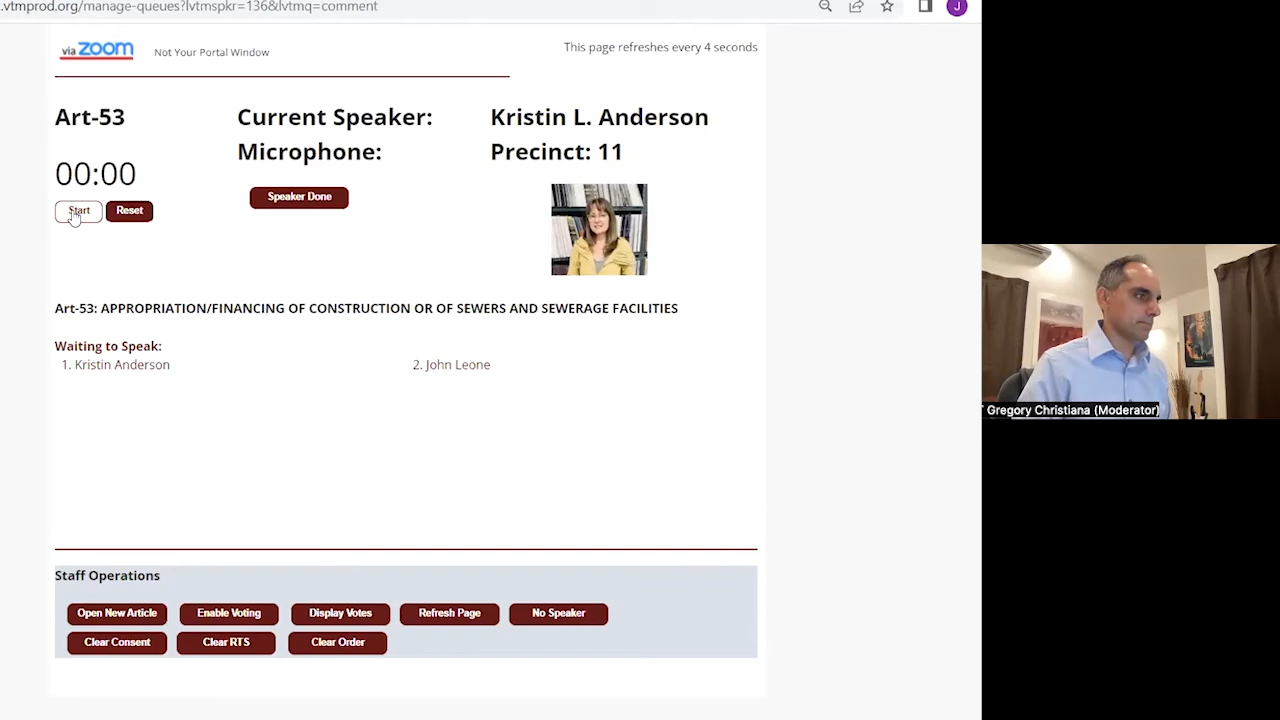 .vtmprod.org/manage-queues?lvtmspkr=136&lvtmq=comment
J
via zoom
Not Your Portal Window
This page refreshes every 4 seconds
Art-53
Current Speaker:
Kristin L. Anderson
Microphone:
Precinct: 11
00:00
Start
Reset
Speaker Done
Art-53: APPROPRIATION/FINANCING OF CONSTRUCTION OR OF SEWERS AND SEWERAGE FACILITIES
Waiting to Speak:
1. Kristin Anderson
2. John Leone
Gregory Christiana (Moderator)
Staff Operations
Open New Article
Enable Voting
Display Votes
Refresh Page
No Speaker
Clear Consent
Clear RTS
Clear Order